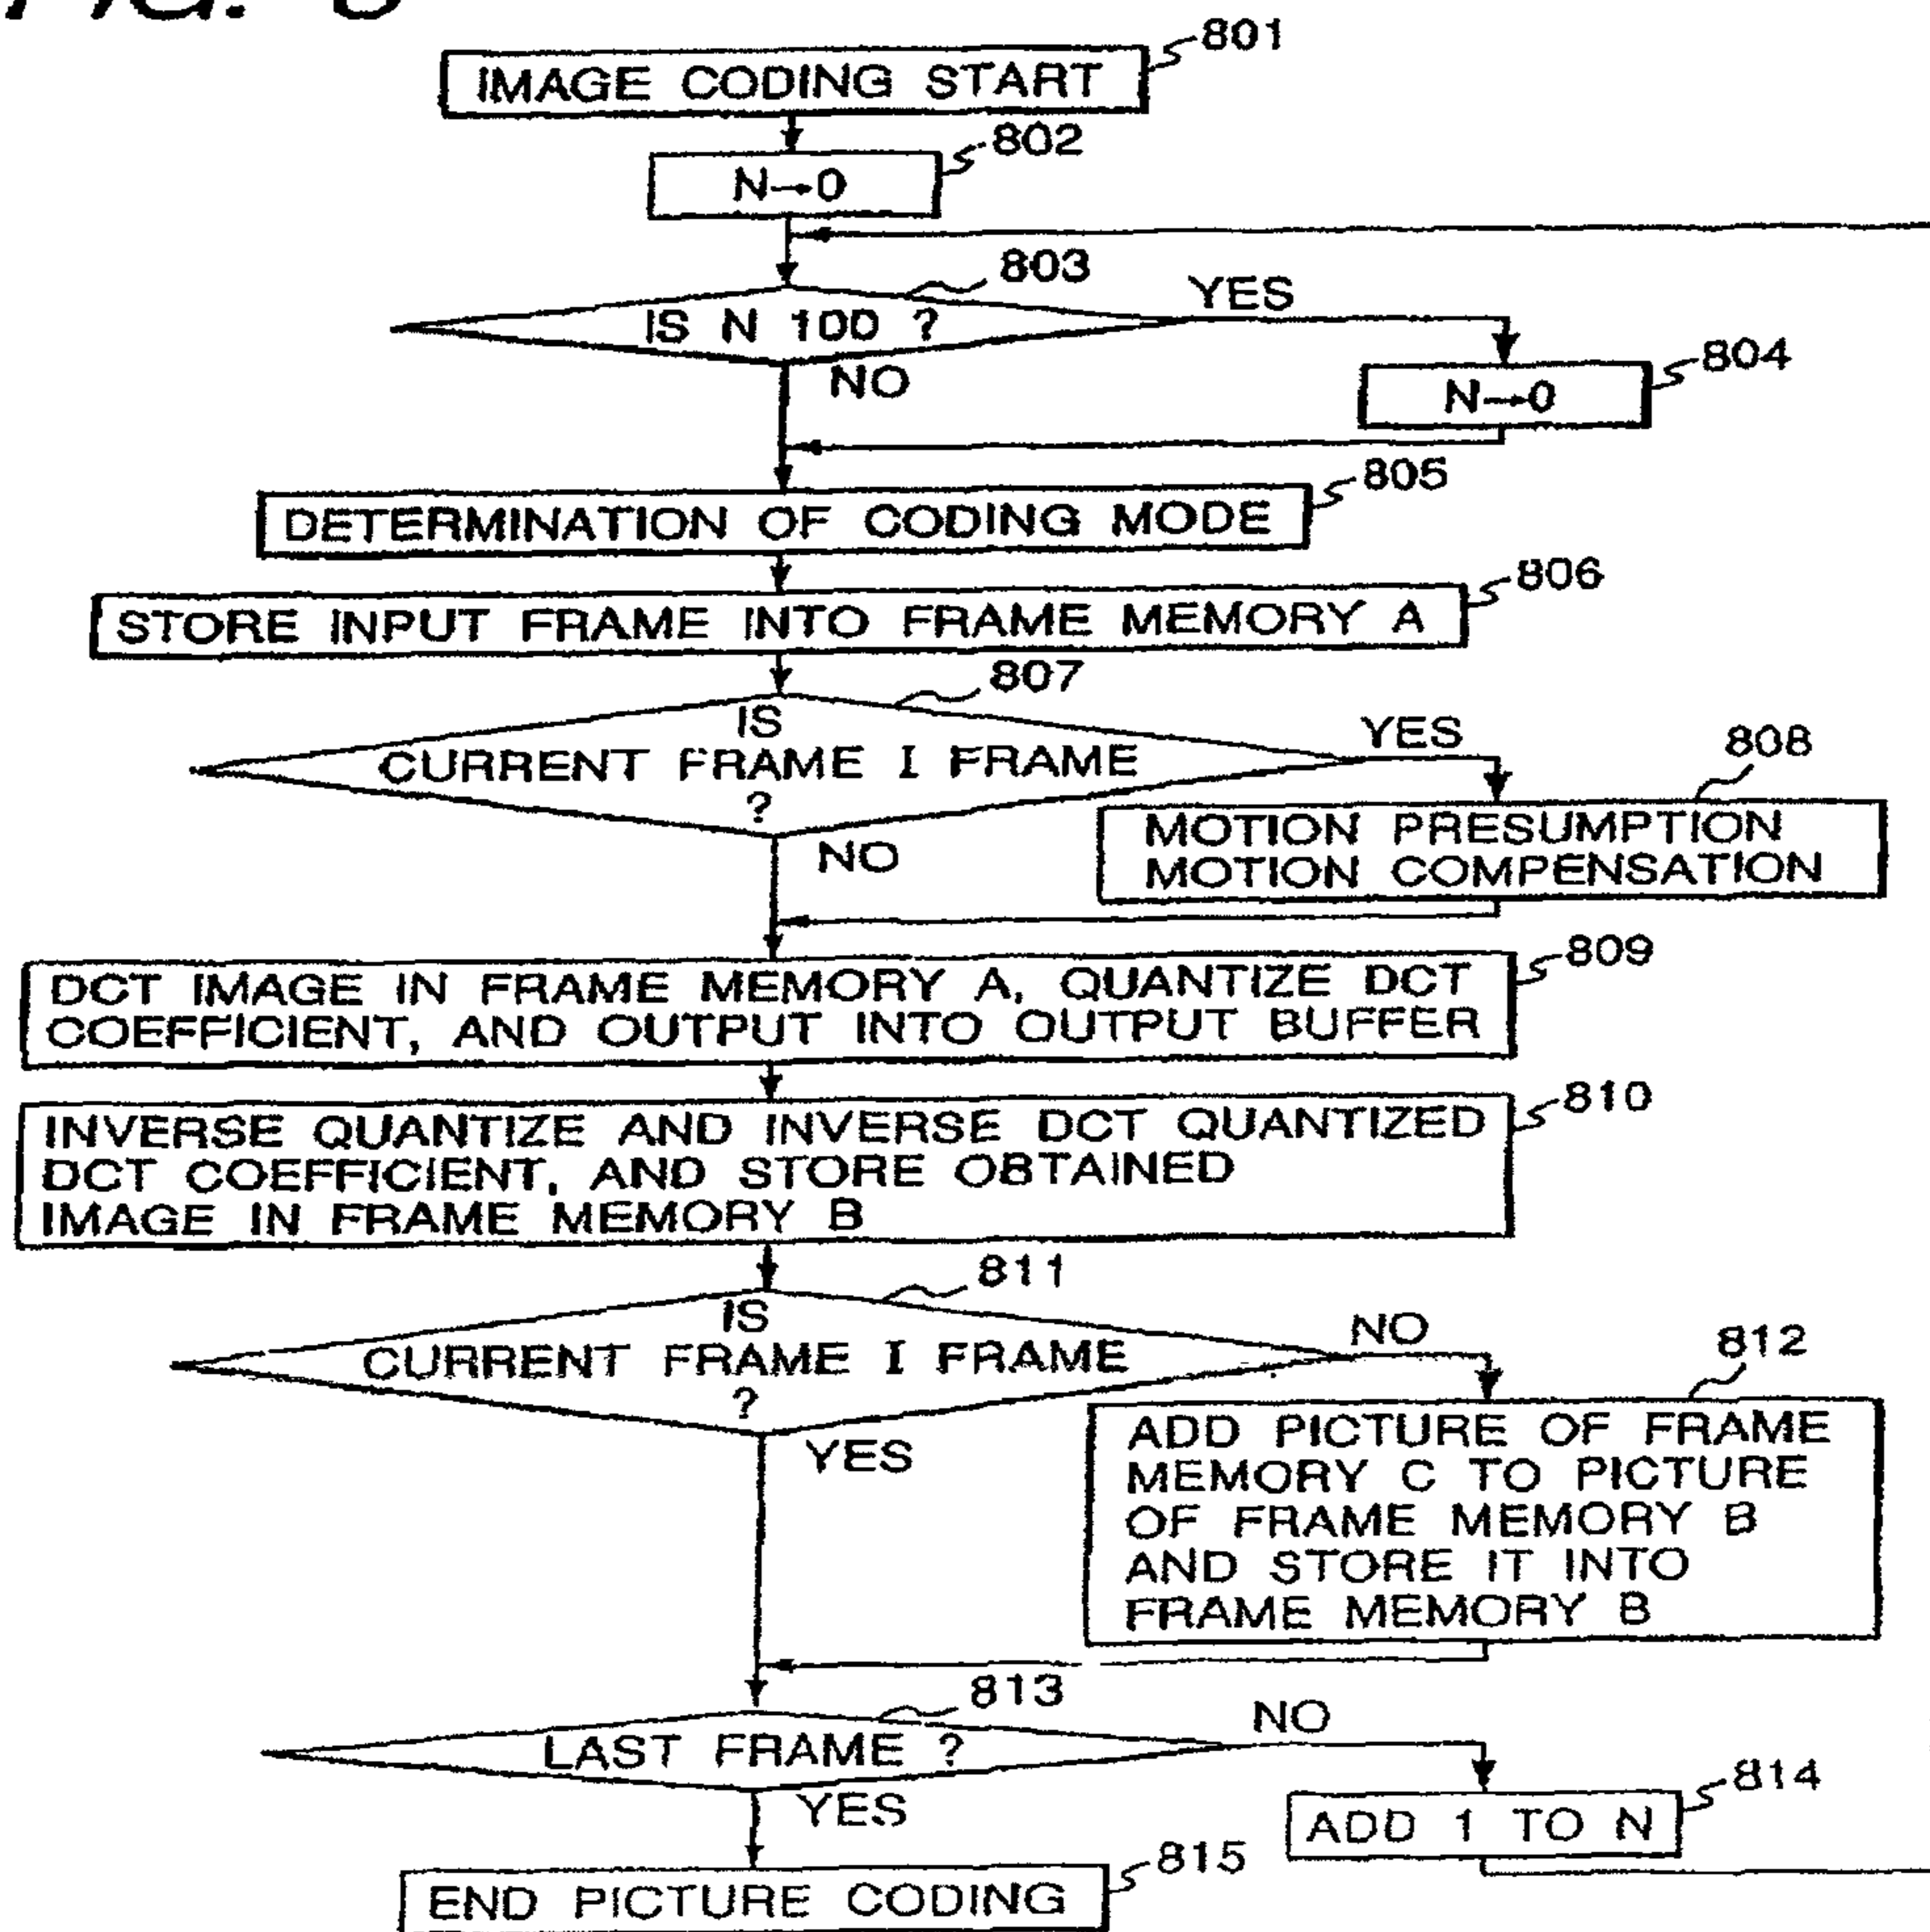 FIG.
801
IMAGE CODING START
802
N→0
803
YES
IS N 100 ?
NO
804
N→0
805
DETERMINATION OF CODING MODE
806
STORE INPUT FRAME INTO FRAME MEMORY A
807
IS
CURRENT FRAME I FRAME
?
YES
NO
808
MOTION PRESUMPTION
MOTION COMPENSATION
809
DCT IMAGE IN FRAME MEMORY A, QUANTIZE DCT
COEFFICIENT, AND OUTPUT INTO OUTPUT BUFFER
810
INVERSE QUANTIZE AND INVERSE DCT QUANTIZED
DCT COEFFICIENT, AND STORE OBTAINED
IMAGE IN FRAME MEMORY B
811
IS
CURRENT FRAME I FRAME
?
NO
YES
812
ADD PICTURE OF FRAME
MEMORY C TO PICTURE
OF FRAME MEMORY B
AND STORE IT INTO
FRAME MEMORY B
813
LAST FRAME ?
NO
YES
814
ADD 1 TO N
815
END PICTURE CODING